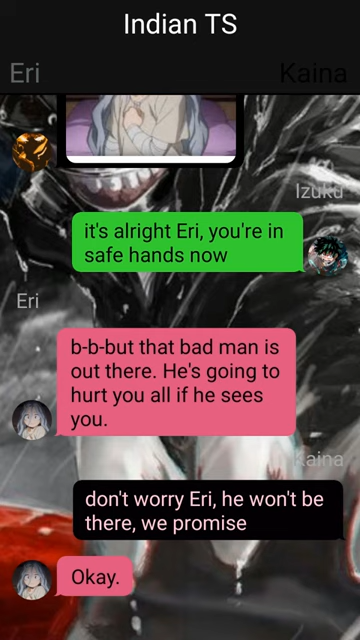 Indian TS
Eri
Kaina
Izuku
it's alright Eri, you're in
safe hands now
Eri
b-b-but that bad man is
out there. He's going to
hurt you all if he sees
you.
Kaina
don't worry Eri, he won't be
there, we promise
Okay.